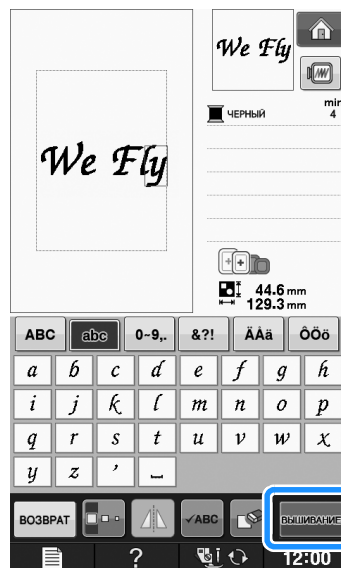 We Fly
We Fly
ЧЕРНЫЙ
min
4
44.6 mm
129.3 mm
ABC abc 0~9,. &?! ÄÅä ÔÖö
a b c d e f g h
i j k l m n o p
q r s t u v w x
y z ’ ⎵
ВОЗВРАТ ✓ABC ВЫШИВАНИЕ
? 12:00